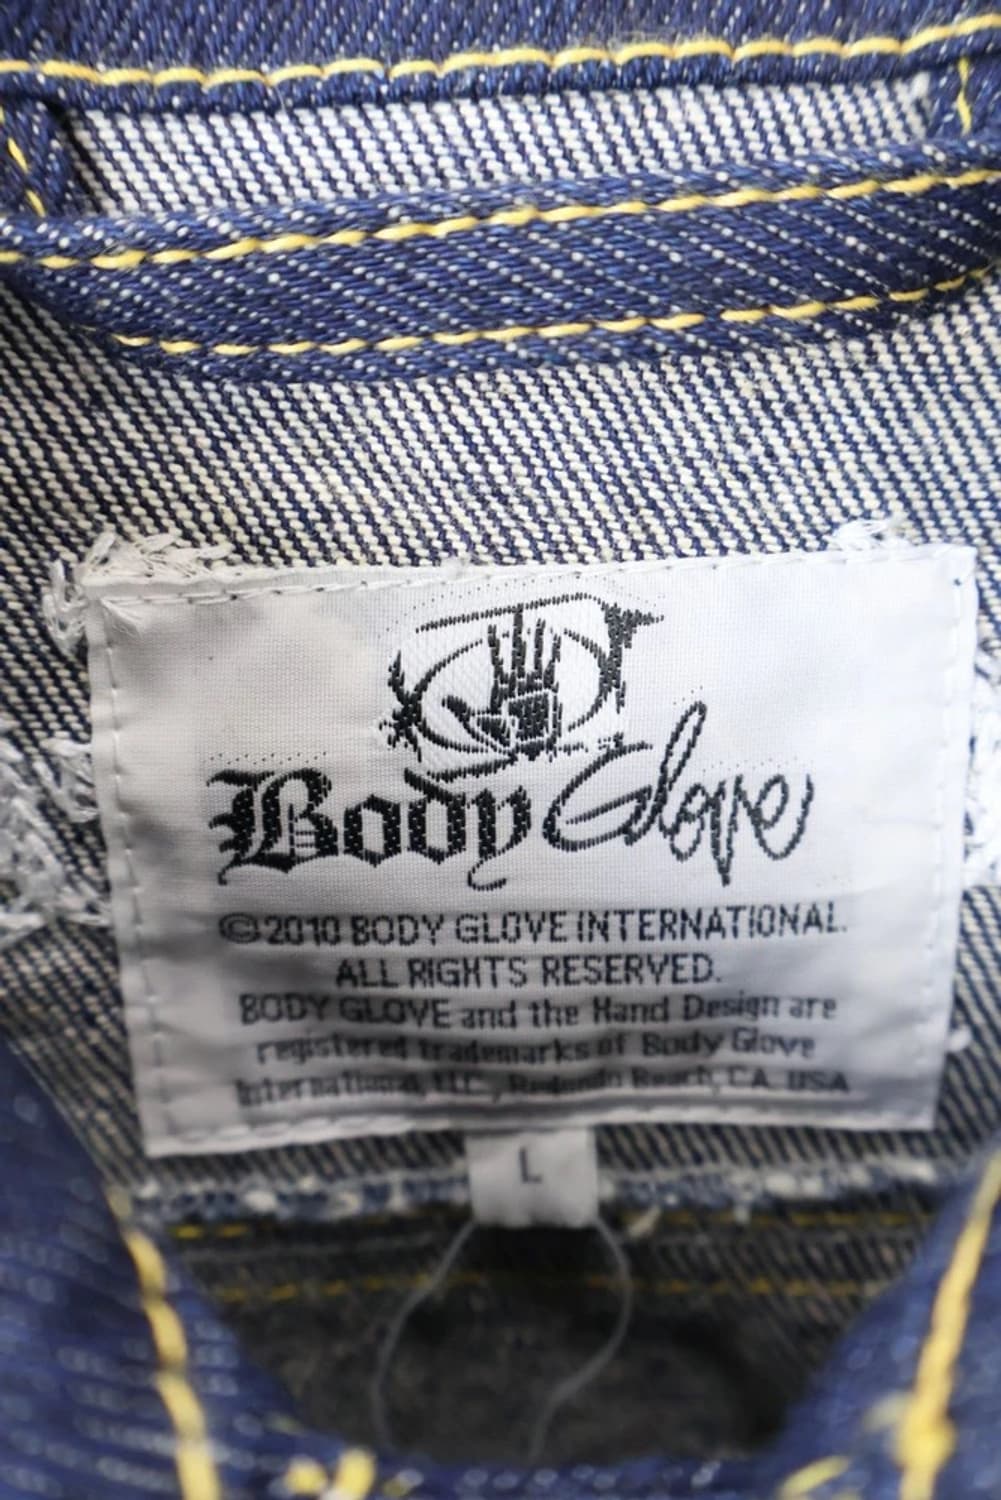 Body Glove
©2010 BODY GLOVE INTERNATIONAL.
ALL RIGHTS RESERVED.
BODY GLOVE and the Hand Design are
registered trademarks of Body Glove
International, LLC., Redondo Beach, CA. USA
L